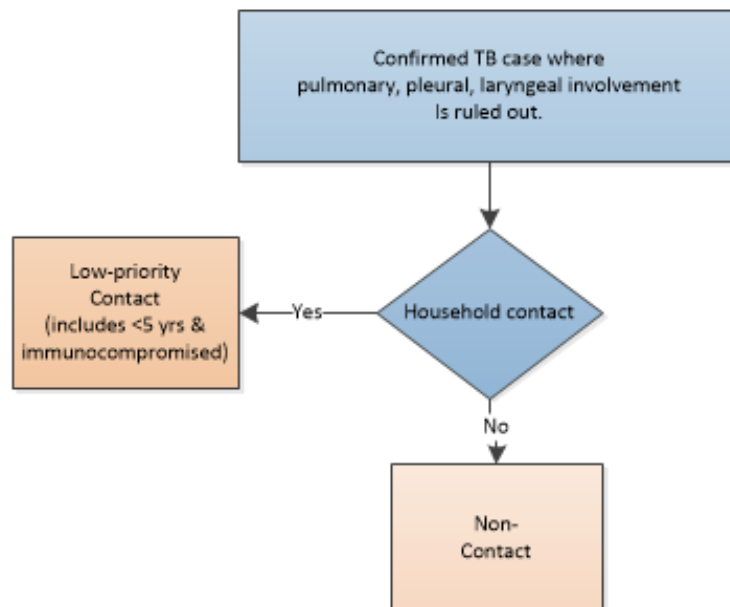 Confirmed TB case where
pulmonary, pleural, laryngeal involvement
Is ruled out.
Low-priority
Contact
(includes <5 yrs &
immunocompromised)
Yes
Household contact
No
Non-
Contact